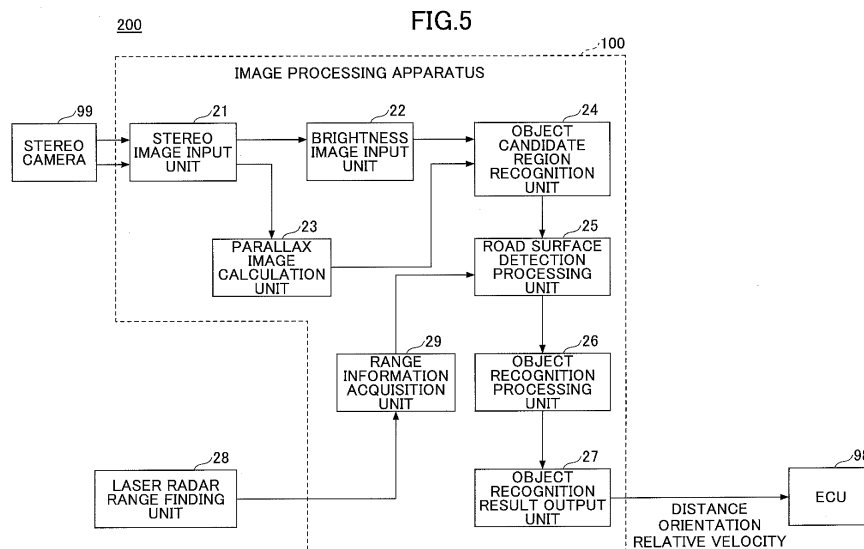 FIG.5
200
100
IMAGE PROCESSING APPARATUS
99
STEREO
CAMERA
21
STEREO
IMAGE INPUT
UNIT
22
BRIGHTNESS
IMAGE INPUT
UNIT
24
OBJECT
CANDIDATE
REGION
RECOGNITION
UNIT
23
PARALLAX
IMAGE
CALCULATION
UNIT
25
ROAD SURFACE
DETECTION
PROCESSING
UNIT
29
RANGE
INFORMATION
ACQUISITION
UNIT
26
OBJECT
RECOGNITION
PROCESSING
UNIT
28
LASER RADAR
RANGE FINDING
UNIT
27
OBJECT
RECOGNITION
RESULT OUTPUT
UNIT
98
ECU
DISTANCE
ORIENTATION
RELATIVE VELOCITY